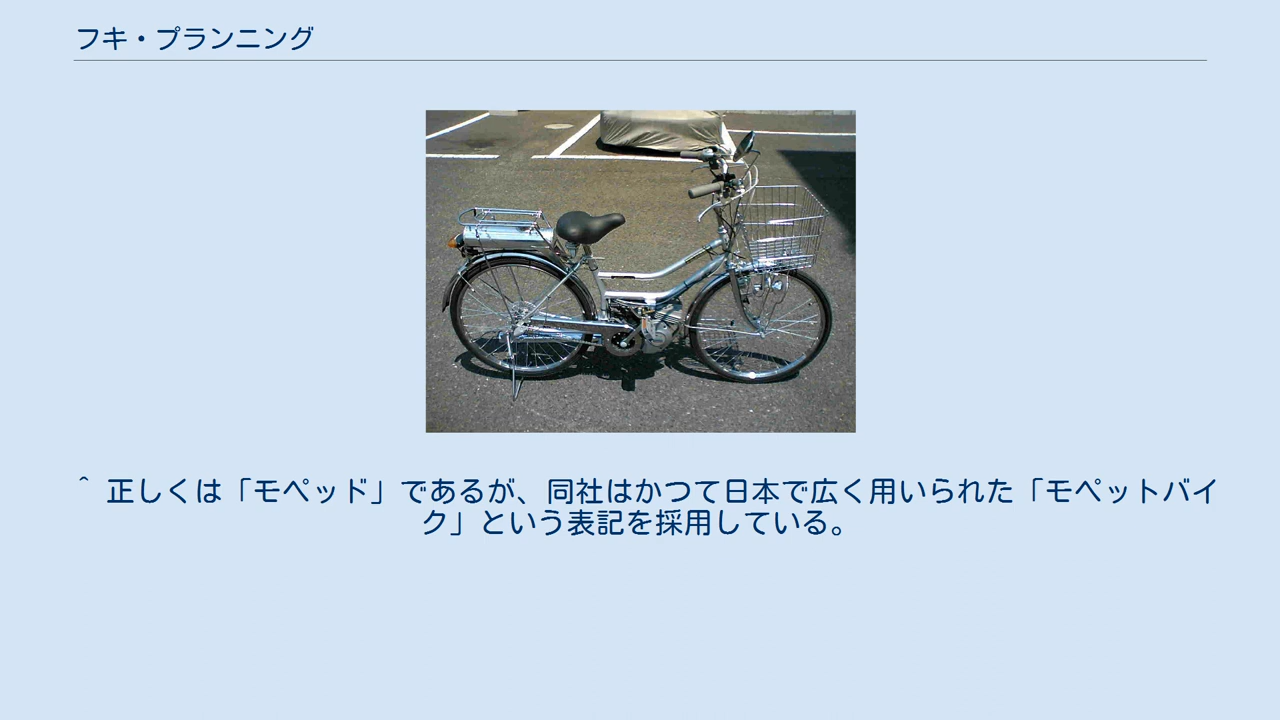 フキ・プランニング
^ 正しくは「モペッド」であるが、同社はかつて日本で広く用いられた「モペットバイ
ク」という表記を採用している。